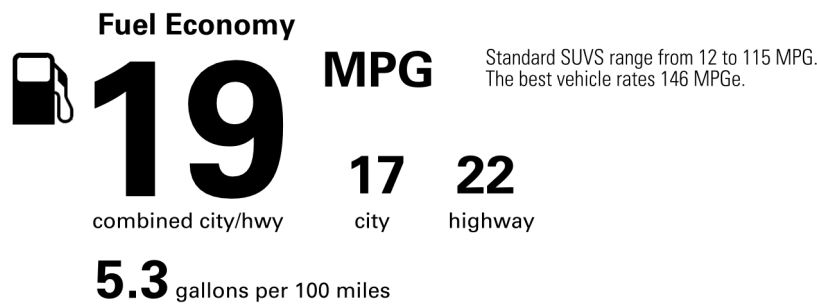 Fuel Economy
19
MPG
Standard SUVS range from 12 to 115 MPG.
The best vehicle rates 146 MPGe.
combined city/hwy
17
city
22
highway
5.3 gallons per 100 miles